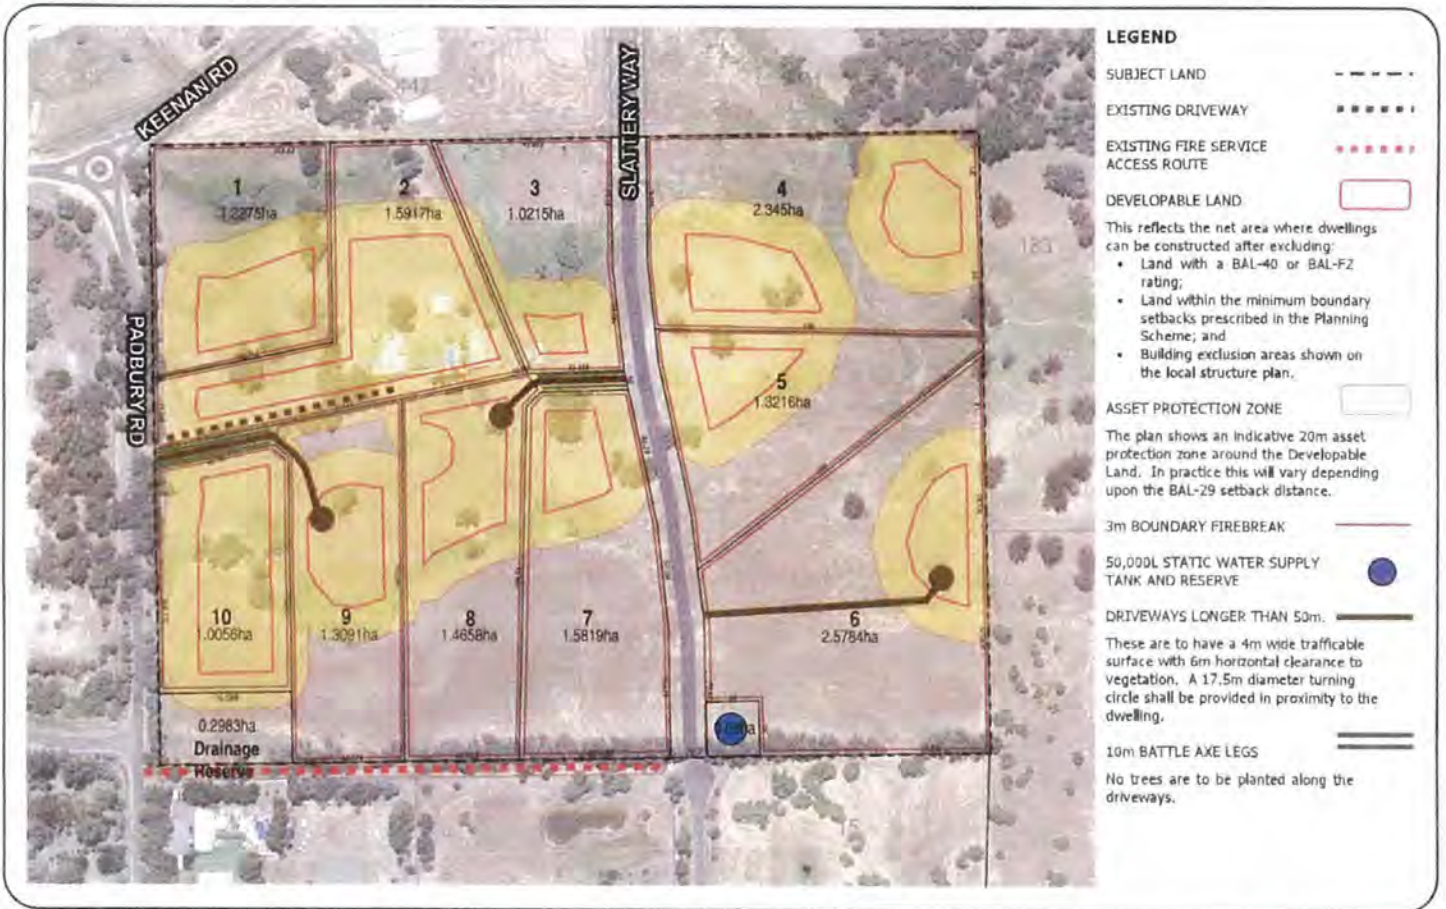 KEENAN RD
SLATTERY WAY
PADBURY RD
1
1.2275ha
2
1.5917ha
3
1.0215ha
4
2.345ha
183
5
1.3216ha
10
1.0056ha
9
1.3091ha
8
1.4658ha
7
1.5819ha
6
2.5784ha
0.2983ha
Drainage
Reserve
LEGEND
SUBJECT LAND
EXISTING DRIVEWAY
EXISTING FIRE SERVICE
ACCESS ROUTE
DEVELOPABLE LAND
This reflects the net area where dwellings
can be constructed after excluding:
• Land with a BAL-40 or BAL-FZ
rating;
• Land within the minimum boundary
setbacks prescribed in the Planning
Scheme; and
• Building exclusion areas shown on
the local structure plan.
ASSET PROTECTION ZONE
The plan shows an indicative 20m asset
protection zone around the Developable
Land. In practice this will vary depending
upon the BAL-29 setback distance.
3m BOUNDARY FIREBREAK
50,000L STATIC WATER SUPPLY
TANK AND RESERVE
DRIVEWAYS LONGER THAN 50m.
These are to have a 4m wide trafficable
surface with 6m horizontal clearance to
vegetation. A 17.5m diameter turning
circle shall be provided in proximity to the
dwelling.
10m BATTLE AXE LEGS
No trees are to be planted along the
driveways.